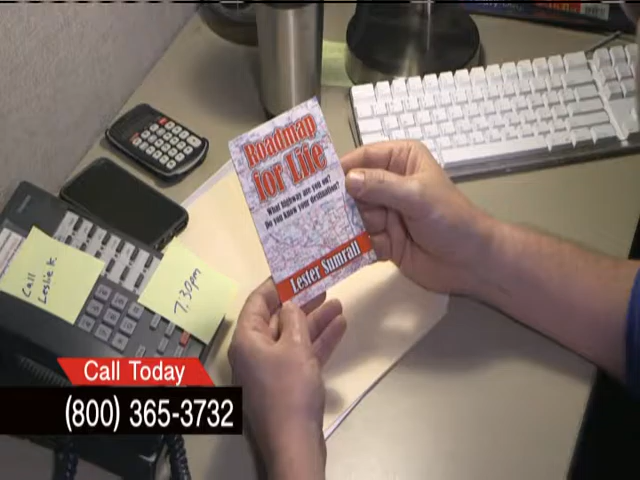 Roadmap
for Life
What highway are you on?
Do you know your destination?
Lester Sumrall
Call
Leslie K.
7:30pm
Call Today
(800) 365-3732